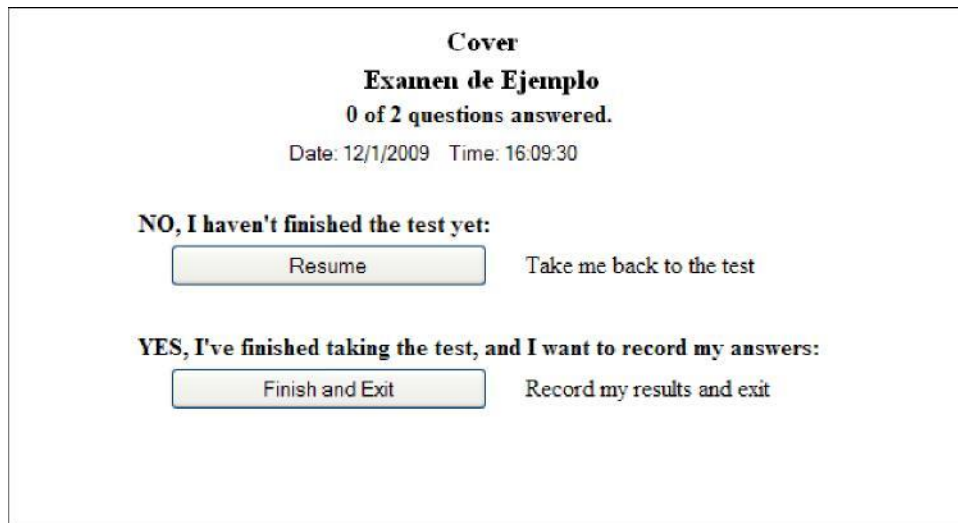 Cover
Examen de Ejemplo
0 of 2 questions answered.
Date: 12/1/2009 Time: 16:09:30
NO, I haven't finished the test yet:
Resume Take me back to the test
YES, I've finished taking the test, and I want to record my answers:
Finish and Exit Record my results and exit